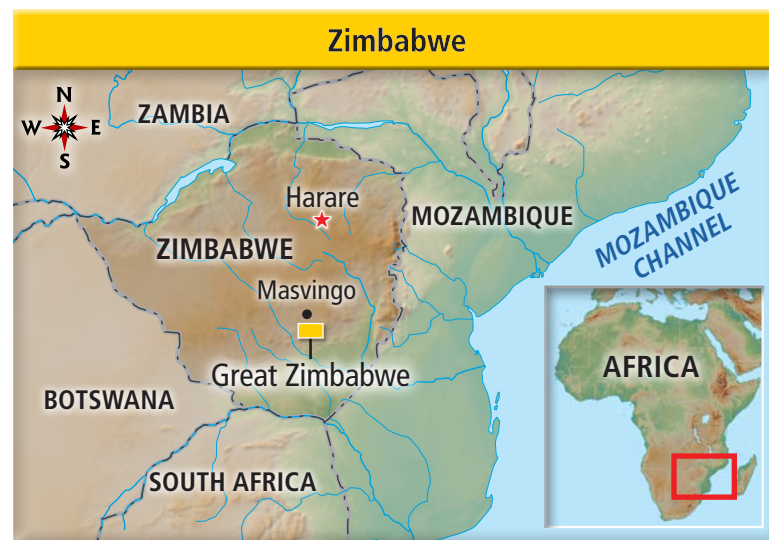 Zimbabwe
N
W E
S
ZAMBIA
Harare
MOZAMBIQUE
MOZAMBIQUE
CHANNEL
ZIMBABWE
Masvingo
Great Zimbabwe
AFRICA
BOTSWANA
SOUTH AFRICA